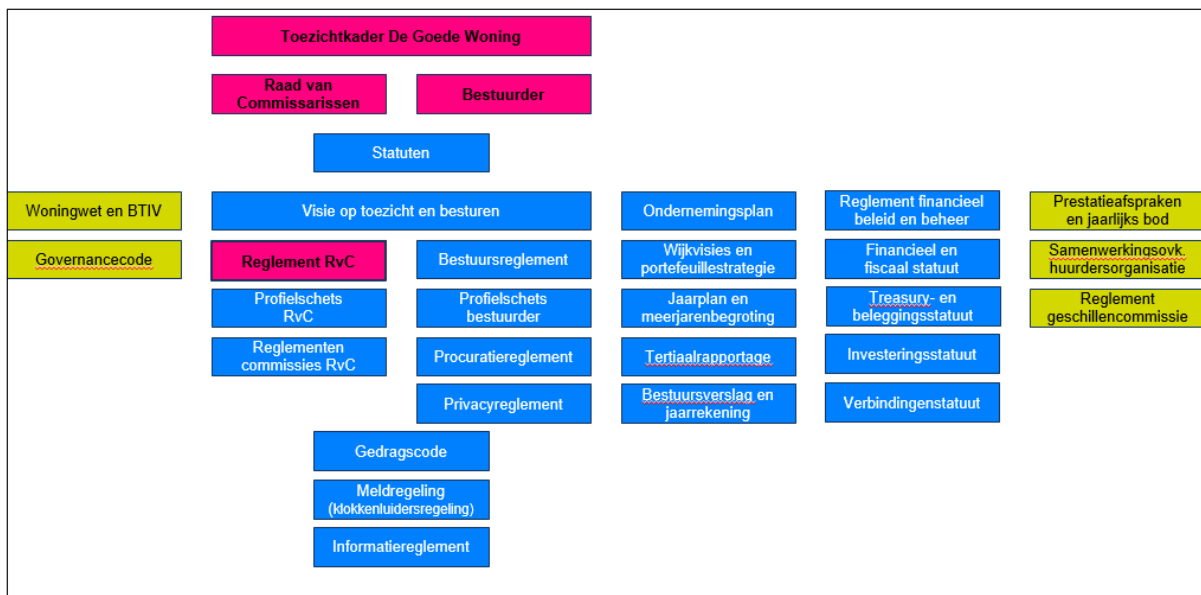 Toezichtkader De Goede Woning
Raad van
Commissarissen
Bestuurder
Statuten
Woningwet en BTIV
Visie op toezicht en besturen
Ondernemingsplan
Reglement financieel
beleid en beheer
Prestatieafspraken
en jaarlijks bod
Governancecode
Reglement RvC
Bestuursreglement
Wijkvisies en
portefeuillestrategie
Financieel en
fiscaal statuut
Samenwerkingsovk.
huurdersorganisatie
Profielschets
RvC
Profielschets
bestuurder
Jaarplan en
meerjarenbegroting
Treasury- en
beleggingsstatuut
Reglement
geschillencommissie
Reglementen
commissies RvC
Procuratiereglement
Tertiaalrapportage
Investeringsstatuut
Privacyreglement
Bestuursverslag en
jaarrekening
Verbindingenstatuut
Gedragscode
Meldregeling
(klokkenluidersregeling)
Informatiereglement